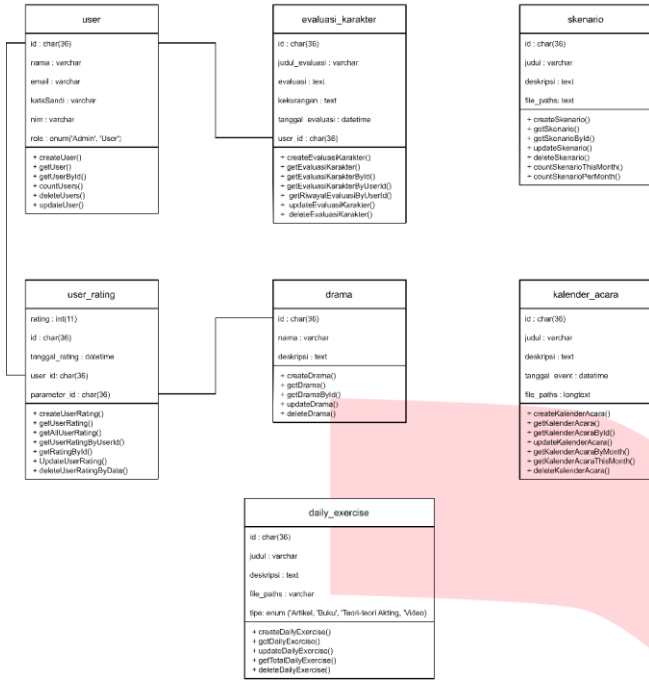 user
id : char(36)
nama : varchar
email : varchar
kataSandi : varchar
nim : varchar
role : enum('Admin', 'User')
+ createUser()
+ getUser()
+ getUserById()
+ countUsers()
+ deleteUsers()
+ updateUser()
evaluasi_karakter
id : char(36)
judul_evaluasi : varchar
evaluasi : text
kekurangan : text
tanggal_evaluasi : datetime
user_id : char(36)
+ createEvaluasiKarakter()
+ getEvaluasiKarakter()
+ getEvaluasiKarakterById()
+ getEvaluasiKarakterByUserId()
+ getRiwayatEvaluasiByUserId()
+ updateEvaluasiKarakter()
+ deleteEvaluasiKarakter()
skenario
id : char(36)
judul : varchar
deskripsi : text
file_paths: text
+ createSkenario()
+ getSkenario()
+ getSkenarioById()
+ updateSkenario()
+ deleteSkenario()
+ countSkenarioThisMonth()
+ countSkenarioPerMonth()
user_rating
rating : int(11)
id : char(36)
tanggal_rating : datetime
user_id: char(36)
parameter_id : char(36)
+ createUserRating()
+ getUserRating()
+ getAllUserRating()
+ getUserRatingByUserId()
+ getRatingById()
+ UpdateUserRating()
+ deleteUserRatingByDate()
drama
id : char(36)
nama : varchar
deskripsi : text
+ createDrama()
+ getDrama()
+ getDramaById()
+ updateDrama()
+ deleteDrama()
kalender_acara
id : char(36)
judul : varchar
deskripsi : text
tanggal_event : datetime
file_paths : longtext
+ createKalenderAcara()
+ getKalenderAcara()
+ getKalenderAcaraById()
+ updateKalenderAcara()
+ getKalenderAcaraByMonth()
+ getKalenderAcaraThisMonth()
+ deleteKalenderAcara()
daily_exercise
id : char(36)
judul : varchar
deskripsi : text
file_paths : varchar
tipe: enum ('Artikel, 'Buku', 'Teori-teori Akting, 'Video)
+ createDailyExercise()
+ getDailyExercise()
+ updateDailyExercise()
+ getTotalDailyExercise()
+ deleteDailyExercise()